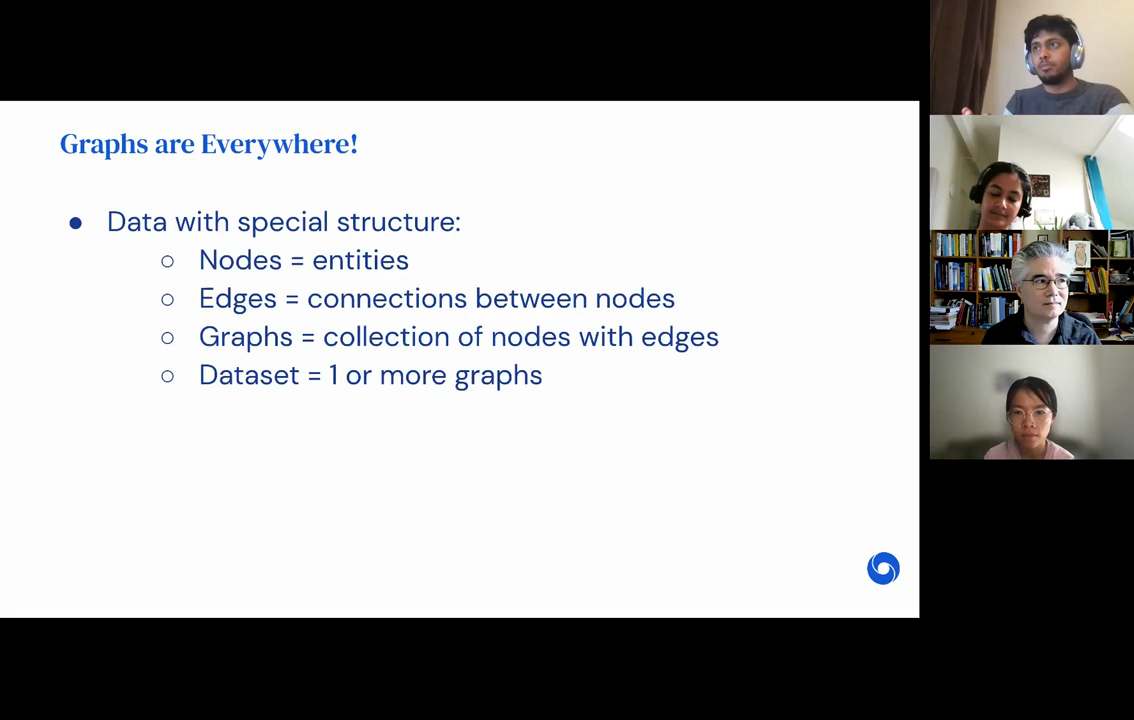 Graphs are Everywhere!
● Data with special structure:
○ Nodes = entities
○ Edges = connections between nodes
○ Graphs = collection of nodes with edges
○ Dataset = 1 or more graphs